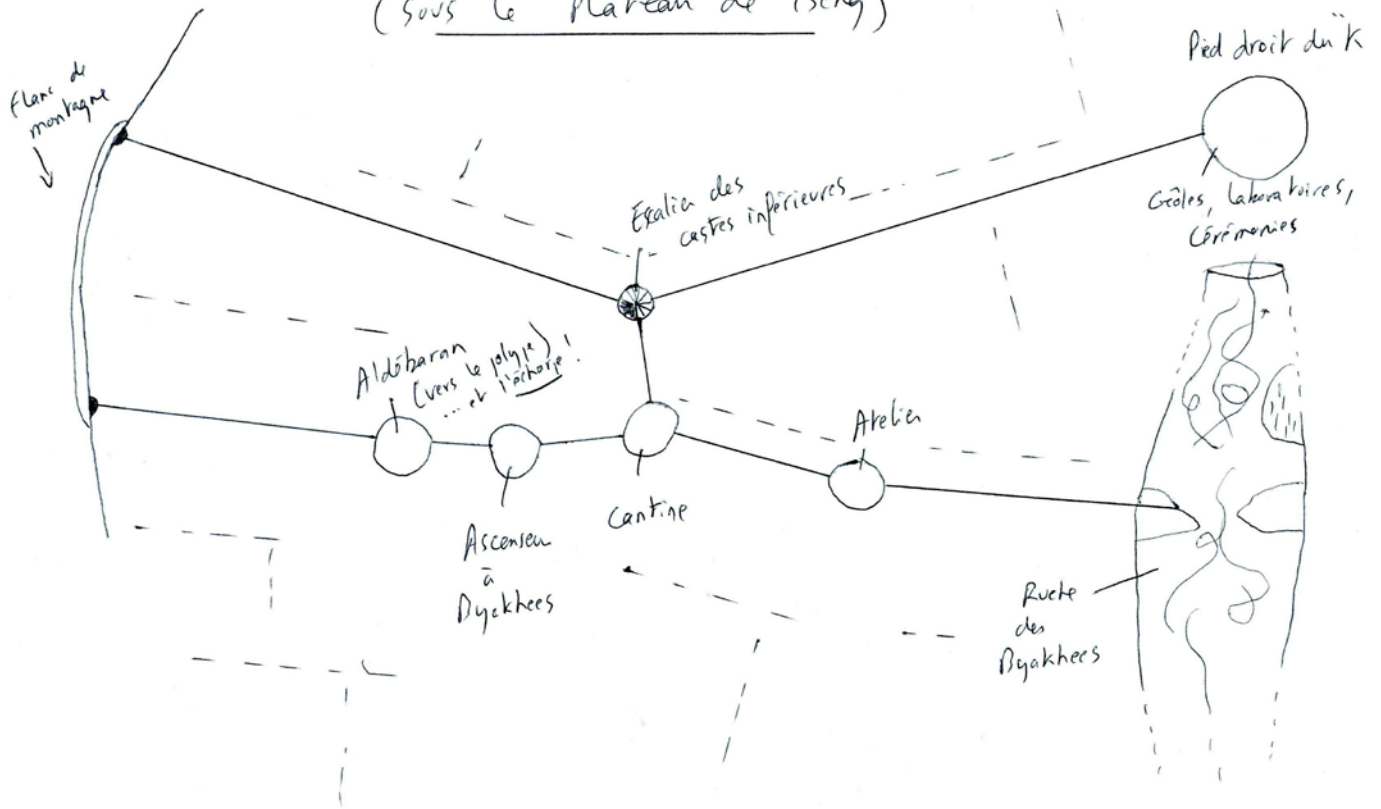 (Sous le Plateau de Tseng)
Pied droit du "K
Flanc de
montagne
Escalier des
castes inférieures
Geôles, laboratoires,
Cérémonies
Aldébaran
(vers le polype)
... et l'écharpe !
Atelier
Cantine
Ascenseur
à
Byakhees
Ruche
des
Byakhees